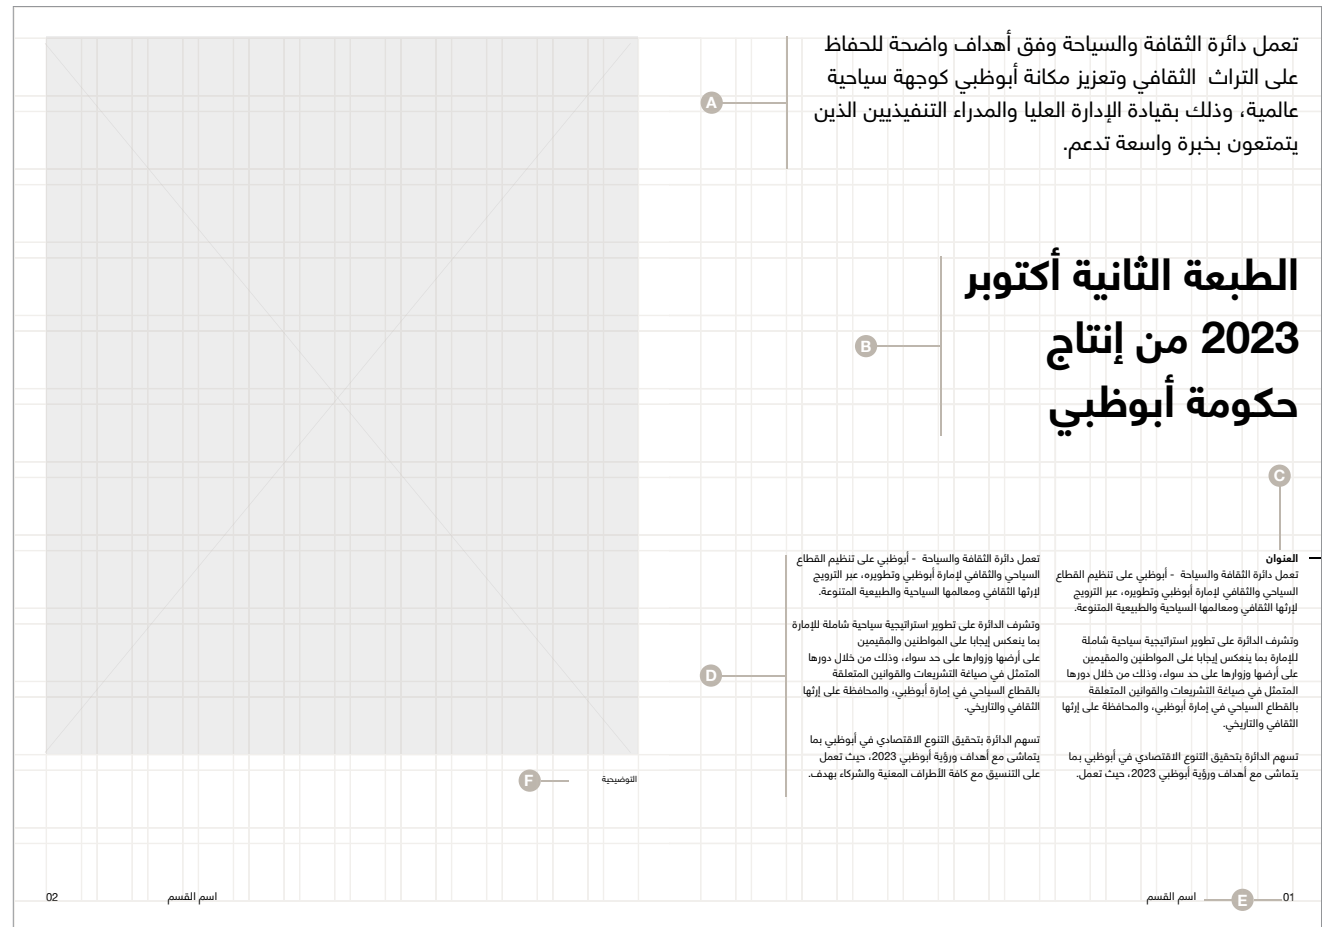 تعمل دائرة الثقافة والسياحة وفق أهداف واضحة للحفاظ
على التراث الثقافي وتعزيز مكانة أبوظبي كوجهة سياحية
عالمية، وذلك بقيادة الإدارة العليا والمدراء التنفيذيين الذين
يتمتعون بخبرة واسعة تدعم.
A
الطبعة الثانية أكتوبر
2023 من إنتاج
حكومة أبوظبي
B
C
العنوان
تعمل دائرة الثقافة والسياحة - أبوظبي على تنظيم القطاع
السياحي والثقافي لإمارة أبوظبي وتطويره، عبر الترويج
لإرثها الثقافي ومعالمها السياحية والطبيعية المتنوعة.
وتشرف الدائرة على تطوير استراتيجية سياحية شاملة
للإمارة بما ينعكس إيجابا على المواطنين والمقيمين
على أرضها وزوارها على حد سواء، وذلك من خلال دورها
المتمثل في صياغة التشريعات والقوانين المتعلقة
بالقطاع السياحي في إمارة أبوظبي، والمحافظة على إرثها
الثقافي والتاريخي.
تسهم الدائرة بتحقيق التنوع الاقتصادي في أبوظبي بما
يتماشى مع أهداف ورؤية أبوظبي 2023، حيث تعمل.
تعمل دائرة الثقافة والسياحة - أبوظبي على تنظيم القطاع
السياحي والثقافي لإمارة أبوظبي وتطويره، عبر الترويج
لإرثها الثقافي ومعالمها السياحية والطبيعية المتنوعة.
وتشرف الدائرة على تطوير استراتيجية سياحية شاملة للإمارة
بما ينعكس إيجابا على المواطنين والمقيمين
على أرضها وزوارها على حد سواء، وذلك من خلال دورها
المتمثل في صياغة التشريعات والقوانين المتعلقة
بالقطاع السياحي في إمارة أبوظبي، والمحافظة على إرثها
الثقافي والتاريخي.
تسهم الدائرة بتحقيق التنوع الاقتصادي في أبوظبي بما
يتماشى مع أهداف ورؤية أبوظبي 2023، حيث تعمل
على التنسيق مع كافة الأطراف المعنية والشركاء بهدف.
D
التوضيحية
F
01
E
اسم القسم
اسم القسم
02